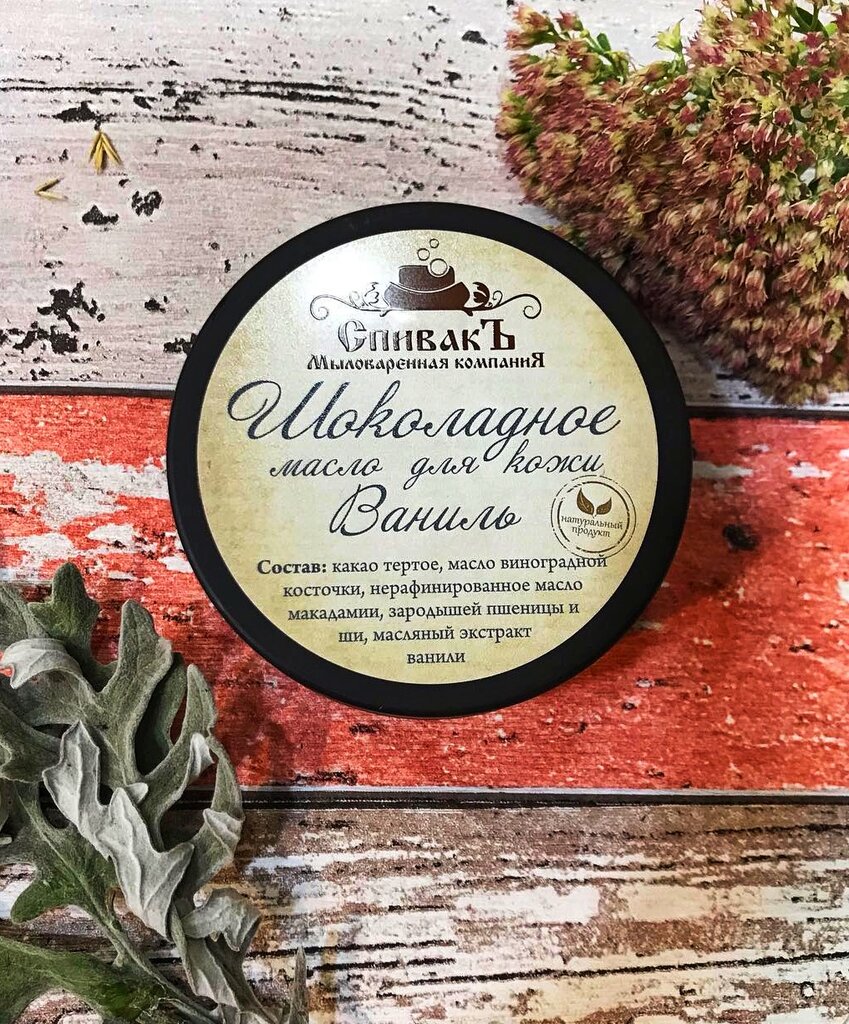 СпивакЪ
Мыловаренная компаниЯ
Шоколадное
масло для кожи
Ваниль
натуральный
продукт
Состав: какао тертое, масло виноградной
косточки, нерафинированное масло
макадамии, зародышей пшеницы и
ши, масляный экстракт
ванили